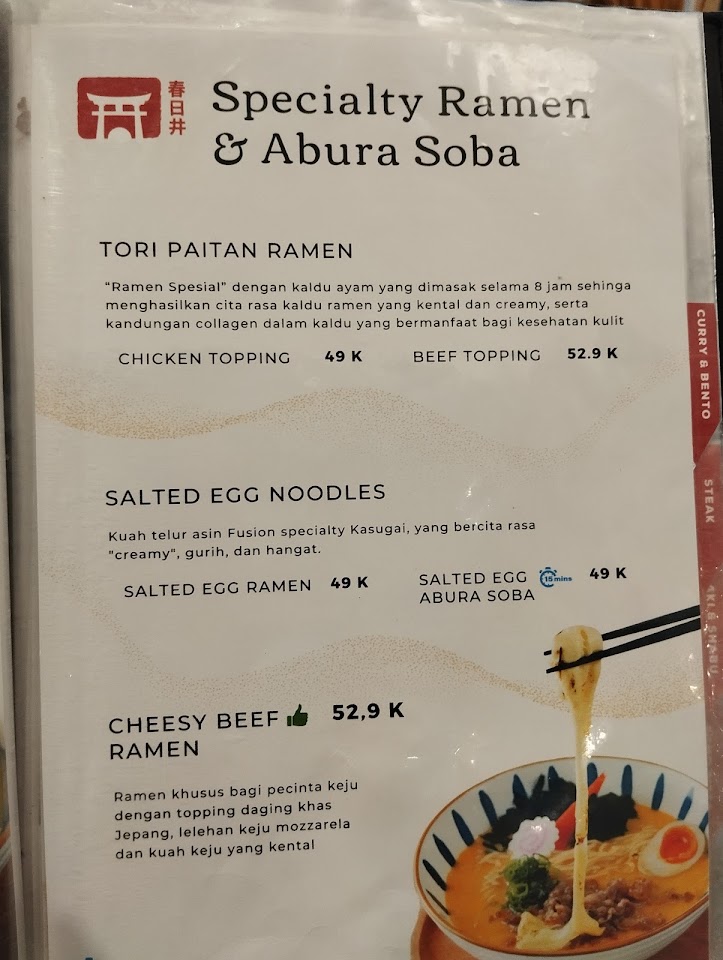 春日井
Specialty Ramen
& Abura Soba
TORI PAITAN RAMEN
“Ramen Spesial” dengan kaldu ayam yang dimasak selama 8 jam sehinga
menghasilkan cita rasa kaldu ramen yang kental dan creamy, serta
kandungan collagen dalam kaldu yang bermanfaat bagi kesehatan kulit
CHICKEN TOPPING 49 K BEEF TOPPING 52.9 K
SALTED EGG NOODLES
Kuah telur asin Fusion specialty Kasugai, yang bercita rasa
"creamy", gurih, dan hangat.
SALTED EGG RAMEN 49 K SALTED EGG 15 mins 49 K
ABURA SOBA
CHEESY BEEF 52,9 K
RAMEN
Ramen khusus bagi pecinta keju
dengan topping daging khas
Jepang, lelehan keju mozzarela
dan kuah keju yang kental
CURRY & BENTO
STEAK